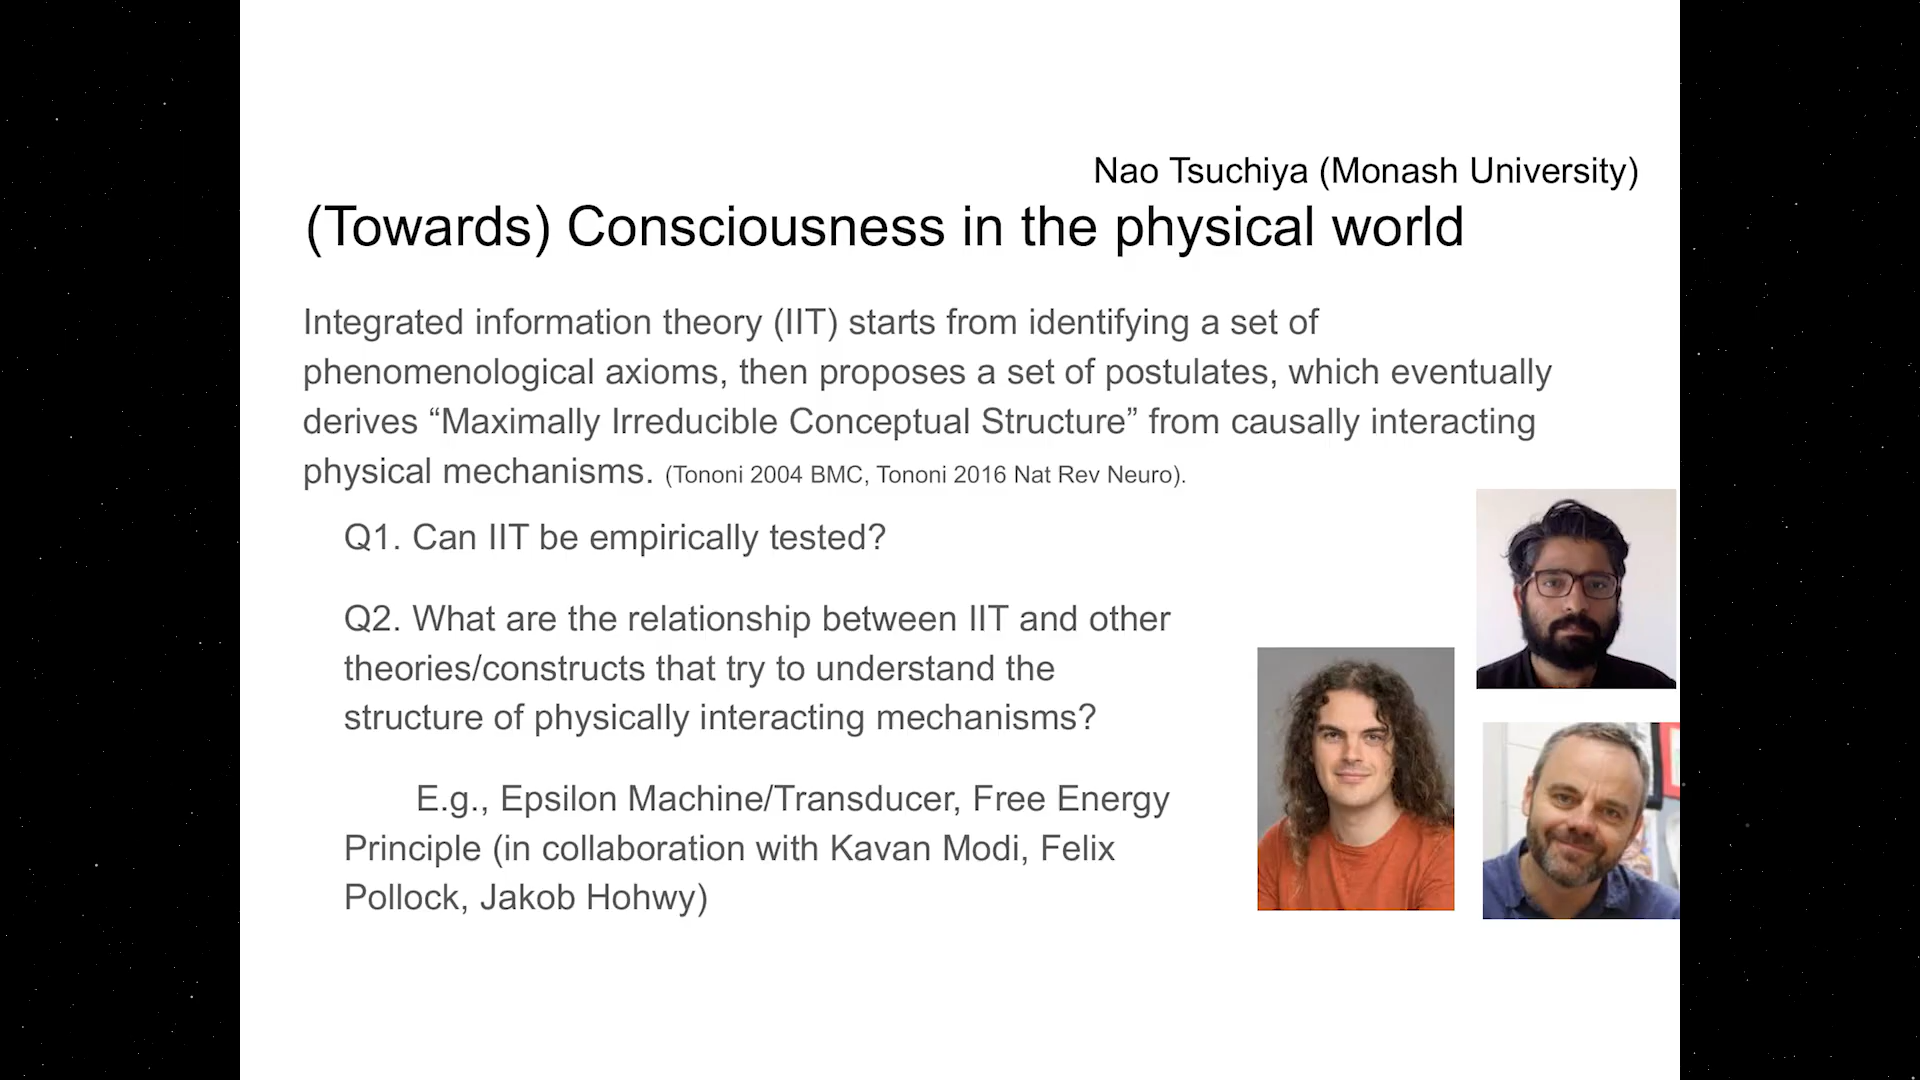 Nao Tsuchiya (Monash University)
(Towards) Consciousness in the physical world
Integrated information theory (IIT) starts from identifying a set of
phenomenological axioms, then proposes a set of postulates, which eventually
derives “Maximally Irreducible Conceptual Structure” from causally interacting
physical mechanisms. (Tononi 2004 BMC, Tononi 2016 Nat Rev Neuro).
Q1. Can IIT be empirically tested?
Q2. What are the relationship between IIT and other
theories/constructs that try to understand the
structure of physically interacting mechanisms?
E.g., Epsilon Machine/Transducer, Free Energy
Principle (in collaboration with Kavan Modi, Felix
Pollock, Jakob Hohwy)